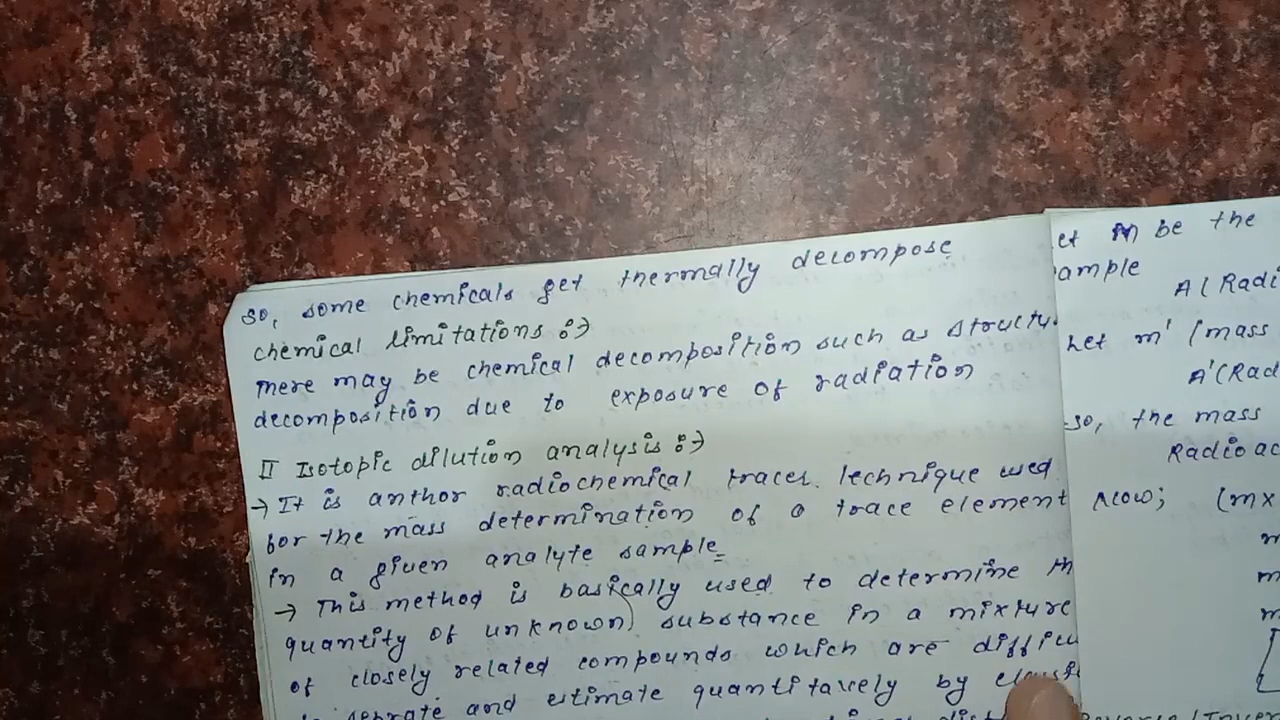 so, some chemicals get thermally decompose
chemical limitations :->
There may be chemical decomposition such as structu
decomposition due to exposure of radiation
II Isotopic dilution analysis :->
→ It is anthor radiochemical tracer technique used
for the mass determination of a trace element
in a given analyte sample
→ This method is basically used to determine th
quantity of unknown substance in a mixture
of closely related compounds which are difficu
seprate and estimate quantitavely by
et m be the
ample
A(Radi
Let m' (mass
A'(Rad
so, the mass
Radioac
Now; (mx
m
m
m